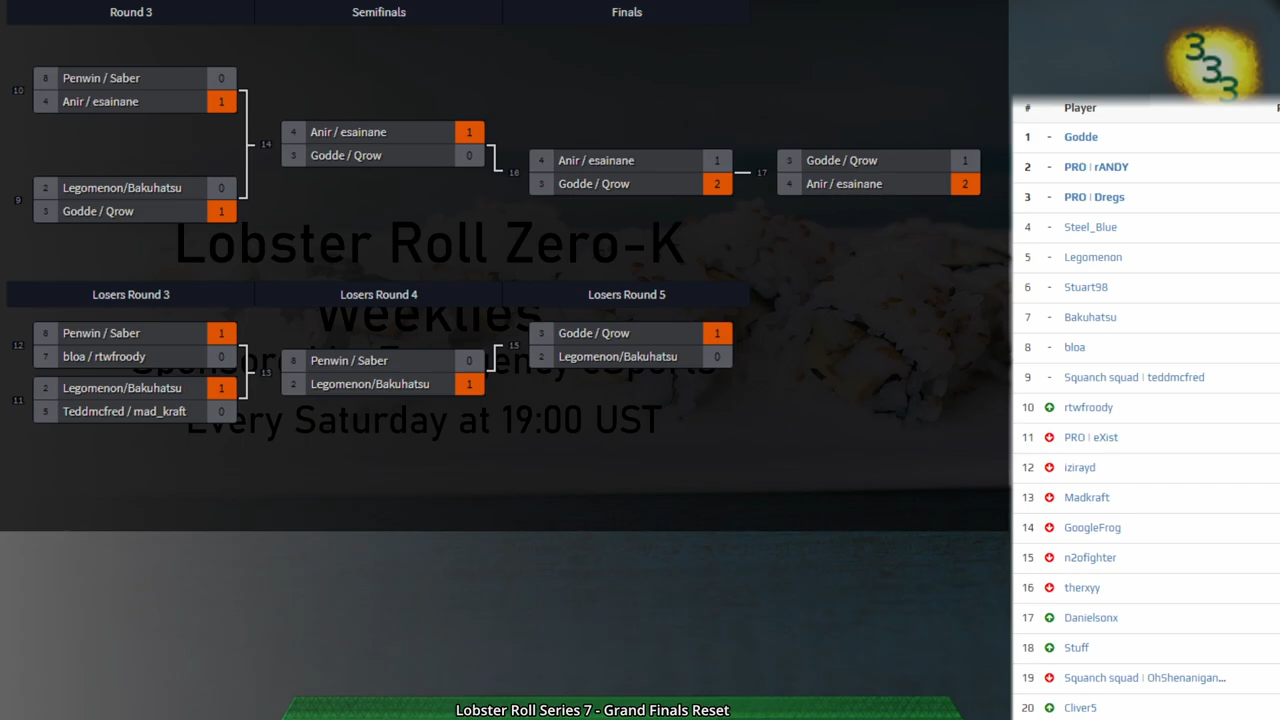 Round 3
Semifinals
Finals
10
8 Penwin / Saber 0
4 Anir / esainane 1
9
2 Legomenon/Bakuhatsu 0
3 Godde / Qrow 1
14
4 Anir / esainane 1
3 Godde / Qrow 0
16
4 Anir / esainane 1
3 Godde / Qrow 2
17
3 Godde / Qrow 1
4 Anir / esainane 2
Lobster Roll Zero-K
Weeklies
Every Saturday at 19:00 UST
Losers Round 3
Losers Round 4
Losers Round 5
12
8 Penwin / Saber 1
7 bloa / rtwfroody 0
11
2 Legomenon/Bakuhatsu 1
5 Teddmcfred / mad_kraft 0
13
8 Penwin / Saber 0
2 Legomenon/Bakuhatsu 1
15
3 Godde / Qrow 1
2 Legomenon/Bakuhatsu 0
Lobster Roll Series 7 - Grand Finals Reset
3
3
3
# Player
1 - Godde
2 - PRO | rANDY
3 - PRO | Dregs
4 - Steel_Blue
5 - Legomenon
6 - Stuart98
7 - Bakuhatsu
8 - bloa
9 - Squanch squad | teddmcfred
10 rtwfroody
11 PRO | eXist
12 izirayd
13 Madkraft
14 GoogleFrog
15 n2ofighter
16 therxyy
17 Danielsonx
18 Stuff
19 Squanch squad | OhShenanigan...
20 Cliver5